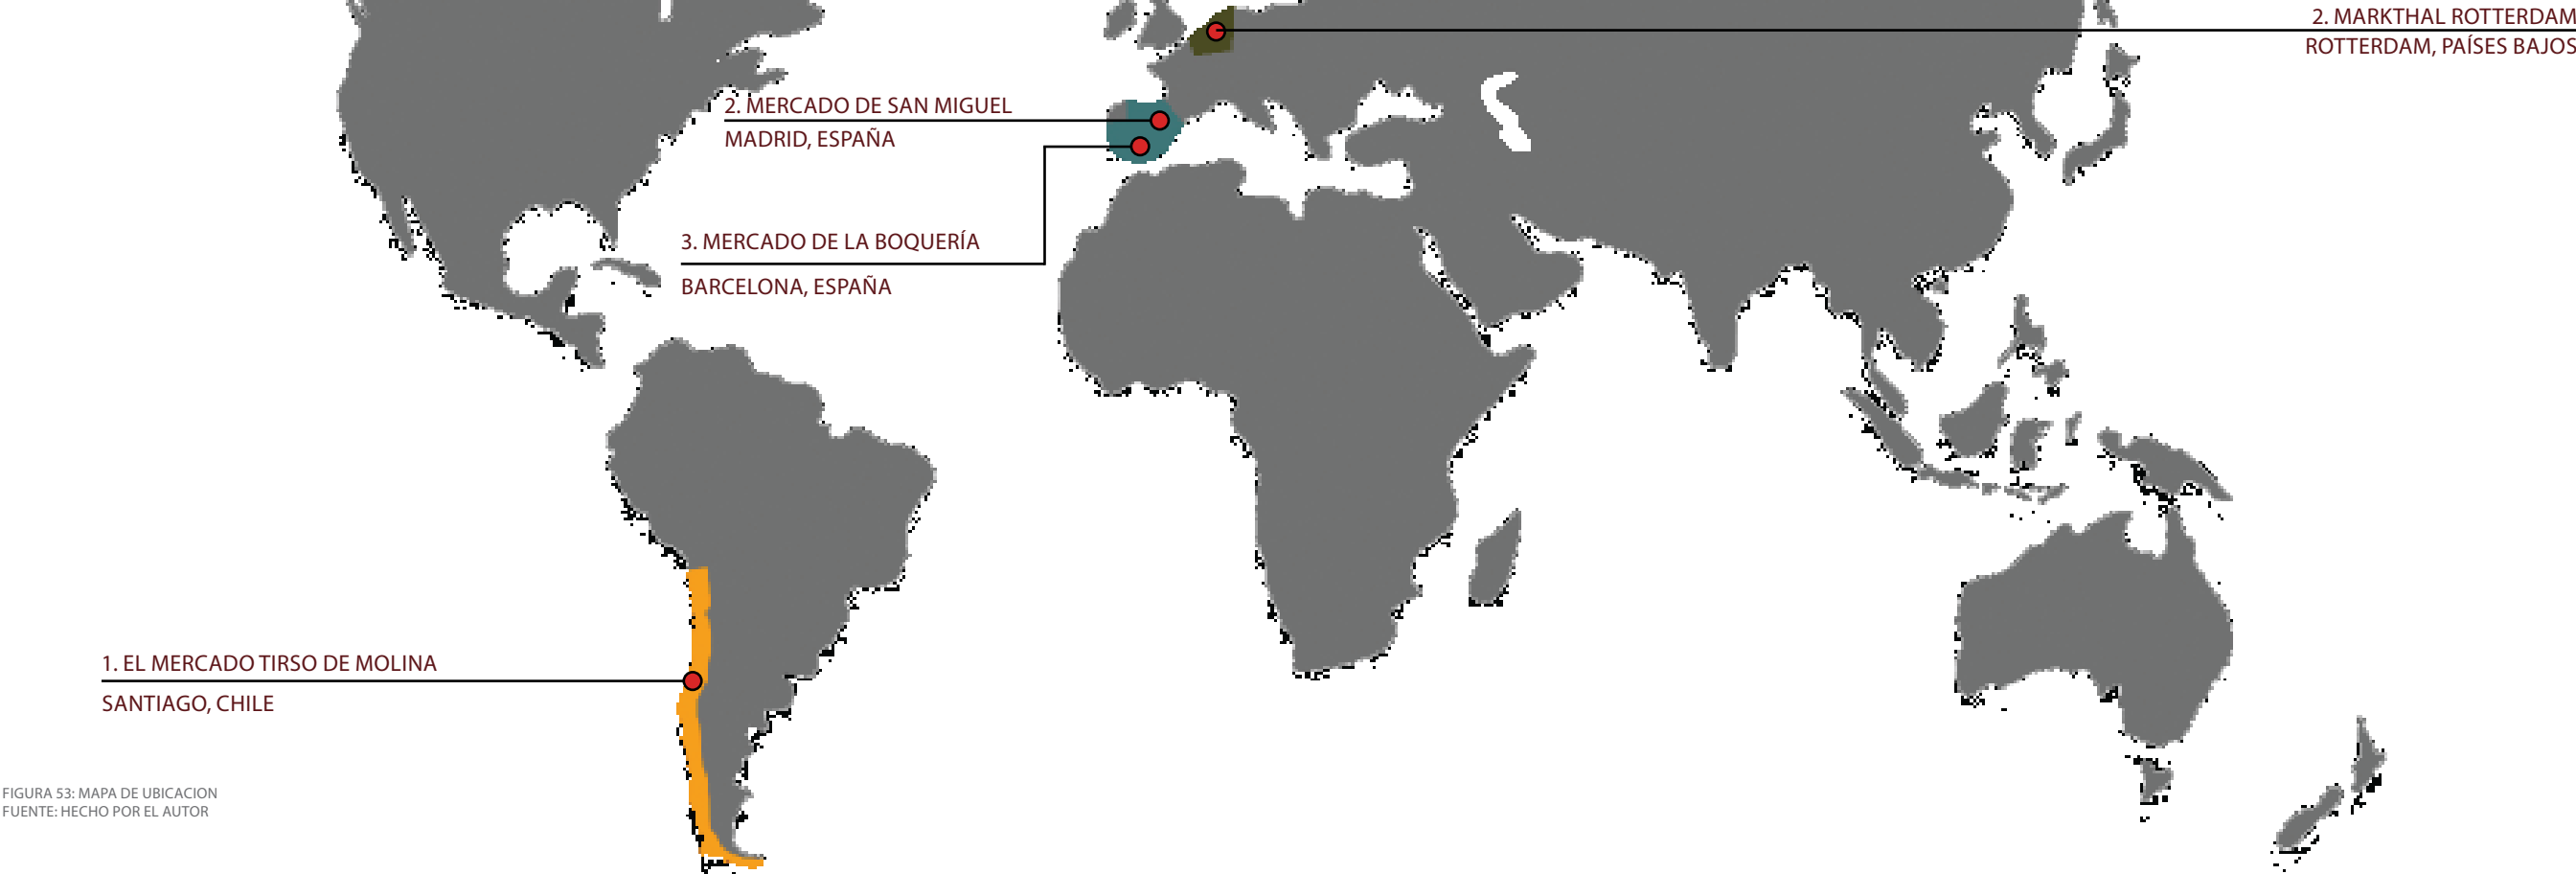 2. MARKTHAL ROTTERDAM
ROTTERDAM, PAÍSES BAJOS
2. MERCADO DE SAN MIGUEL
MADRID, ESPAÑA
3. MERCADO DE LA BOQUERÍA
BARCELONA, ESPAÑA
1. EL MERCADO TIRSO DE MOLINA
SANTIAGO, CHILE
FIGURA 53: MAPA DE UBICACION
FUENTE: HECHO POR EL AUTOR